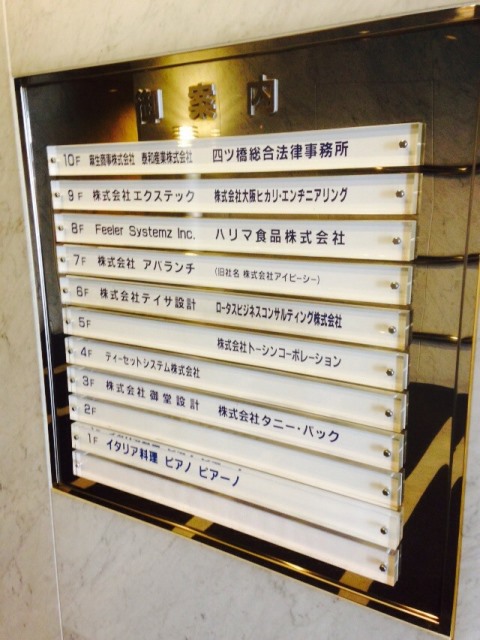 御案内
10F 麻生商事株式会社 泰和産業株式会社 四ツ橋総合法律事務所
9F 株式会社エクステック 株式会社大阪ヒカリ・エンヂニアリング
8F Feeler Systemz Inc. ハリマ食品株式会社
7F 株式会社 アバランチ (旧社名 株式会社アイビーシー)
6F 株式会社テイサ設計 ロータスビジネスコンサルティング株式会社
5F 株式会社トーシンコーポレーション
4F ティーセットシステム株式会社
3F 株式会社 御堂設計 株式会社タニー・パック
2F
1F イタリア料理 ピアノ ピアーノ